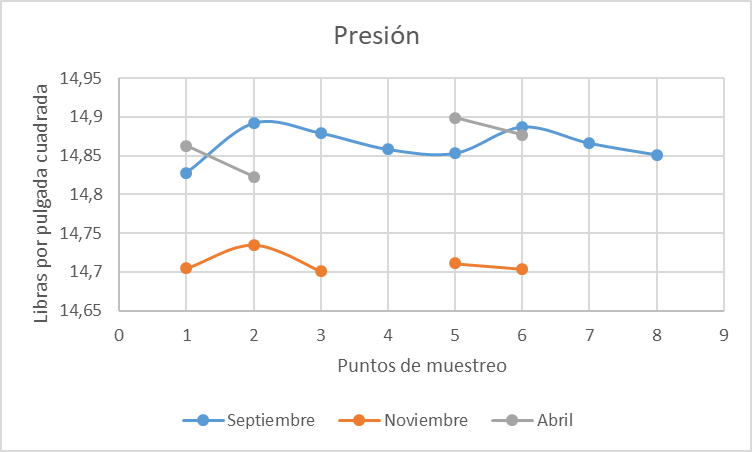 Presión
Libras por pulgada cuadrada
14,95
14,9
14,85
14,8
14,75
14,7
14,65
0 1 2 3 4 5 6 7 8 9
Puntos de muestreo
Septiembre Noviembre Abril